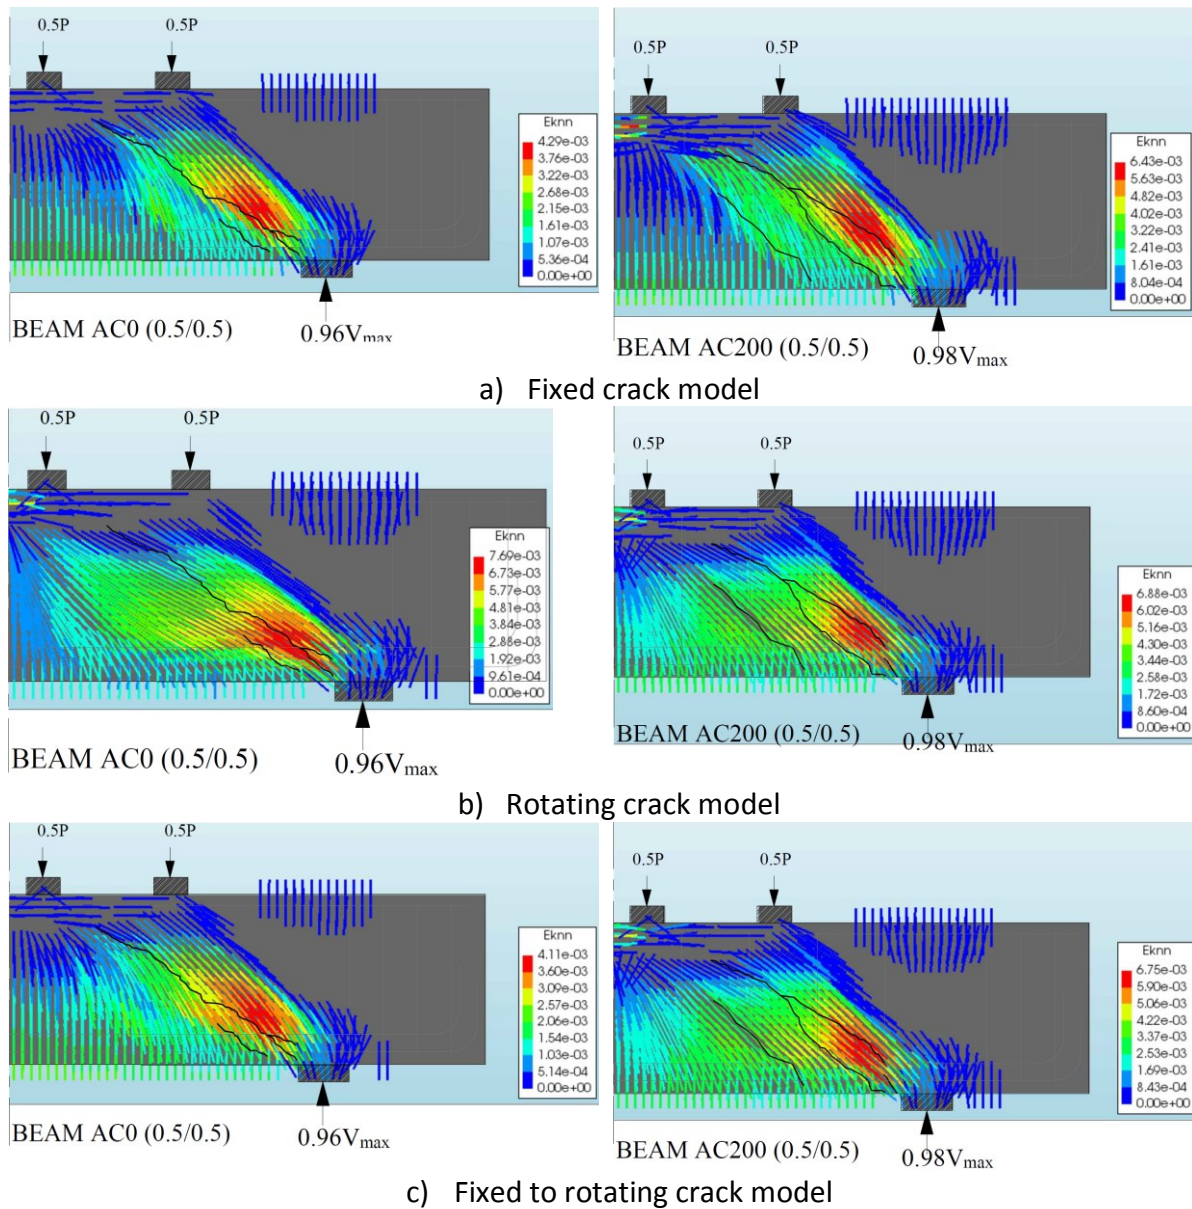 0.5P 0.5P
Eknn
4.29e-03
3.76e-03
3.22e-03
2.68e-03
2.15e-03
1.61e-03
1.07e-03
5.36e-04
0.00e+00
BEAM AC0 (0.5/0.5)
0.96Vmax
0.5P 0.5P
Eknn
6.43e-03
5.63e-03
4.82e-03
4.02e-03
3.22e-03
2.41e-03
1.61e-03
8.04e-04
0.00e+00
BEAM AC200 (0.5/0.5)
0.98Vmax
a) Fixed crack model
0.5P 0.5P
Eknn
7.69e-03
6.73e-03
5.77e-03
4.81e-03
3.84e-03
2.88e-03
1.92e-03
9.61e-04
0.00e+00
BEAM AC0 (0.5/0.5)
0.96Vmax
0.5P 0.5P
Eknn
6.88e-03
6.02e-03
5.16e-03
4.30e-03
3.44e-03
2.58e-03
1.72e-03
8.60e-04
0.00e+00
BEAM AC200 (0.5/0.5)
0.98Vmax
b) Rotating crack model
0.5P 0.5P
Eknn
4.11e-03
3.60e-03
3.09e-03
2.57e-03
2.06e-03
1.54e-03
1.03e-03
5.14e-04
0.00e+00
BEAM AC0 (0.5/0.5)
0.96Vmax
0.5P 0.5P
Eknn
6.75e-03
5.90e-03
5.06e-03
4.22e-03
3.37e-03
2.53e-03
1.69e-03
8.43e-04
0.00e+00
BEAM AC200 (0.5/0.5)
0.98Vmax
c) Fixed to rotating crack model